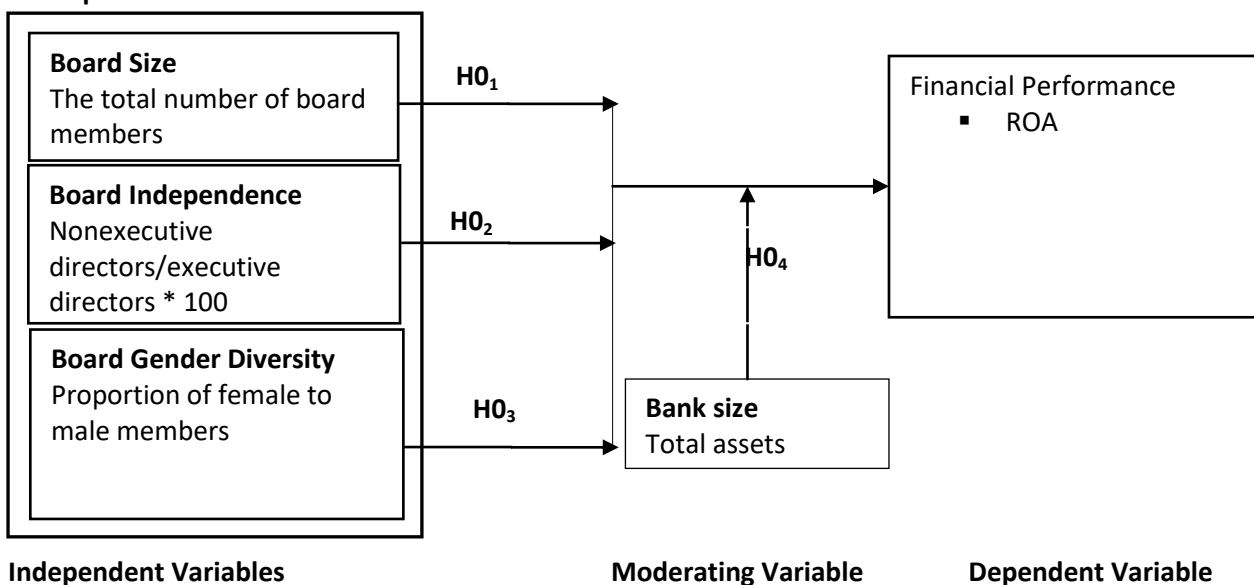 Board Size
The total number of board
members
H0₁
Board Independence
Nonexecutive
directors/executive
directors * 100
H0₂
Board Gender Diversity
Proportion of female to
male members
H0₃
Bank size
Total assets
H0₄
Financial Performance
▪ ROA
Independent Variables
Moderating Variable
Dependent Variable